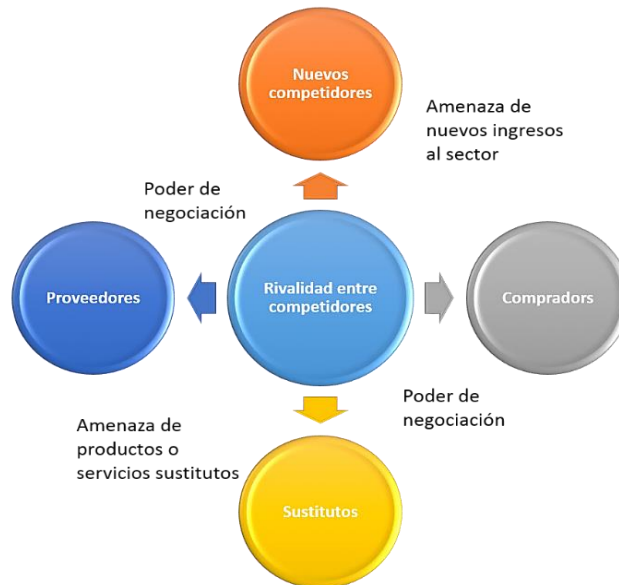 Nuevos
competidores
Amenaza de
nuevos ingresos
al sector
Poder de
negociación
Proveedores
Rivalidad entre
competidores
Compradors
Poder de
negociación
Amenaza de
productos o
servicios sustitutos
Sustitutos